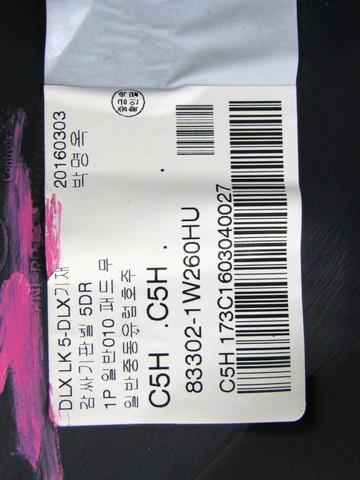 20160303
박명옥
DLX LK 5-DLX기재
감싸기판넬 5DR
1P 일반010 패드 무
일반중동유럽호주
C5H .C5H .
83302-1W260HU
C5H 173C1603040027
Controls